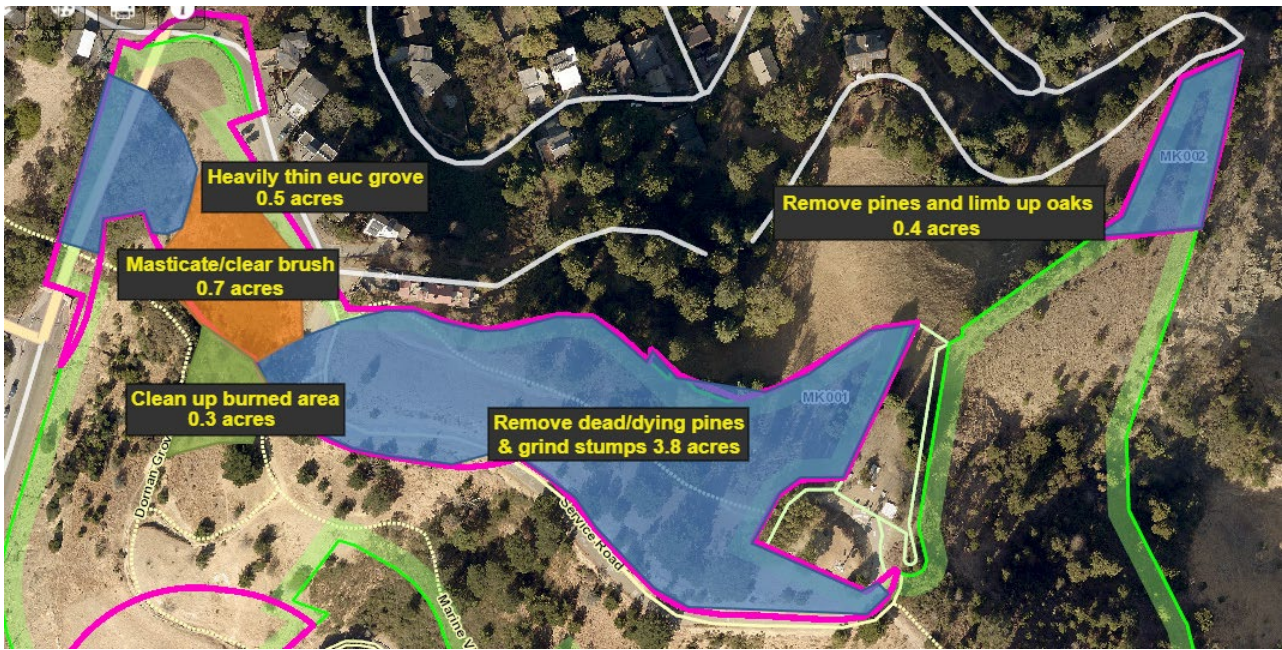 Heavily thin euc grove
0.5 acres
Remove pines and limb up oaks
0.4 acres
MK002
Masticate/clear brush
0.7 acres
Clean up burned area
0.3 acres
Remove dead/dying pines
& grind stumps 3.8 acres
MK001
Service Road